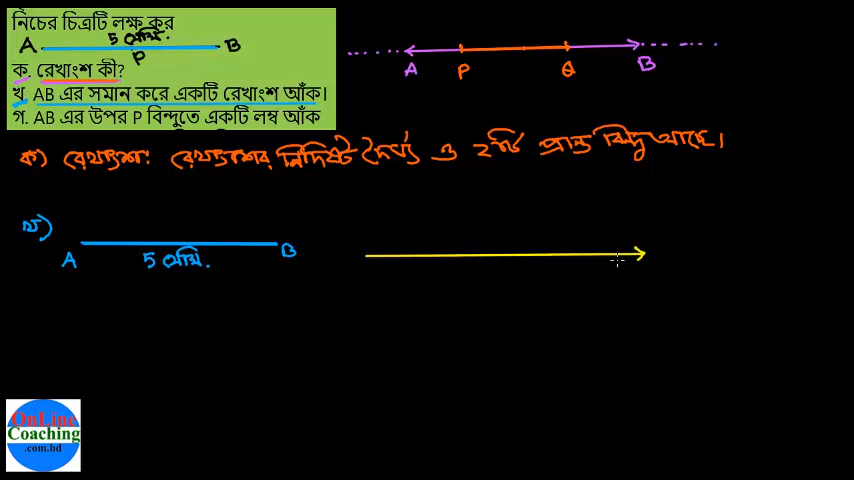 নিচের চিত্রটি লক্ষ কর
A 5 সেমি. B
P
ক. রেখাংশ কী?
খ. AB এর সমান করে একটি রেখাংশ আঁক।
গ. AB এর উপর P বিন্দুতে একটি লম্ব আঁক
A P Q B
ক) রেখাংশ: রেখাংশের নির্দিষ্ট দৈর্ঘ্য ও ২টি প্রান্ত বিন্দু আছে।
খ)
A 5 সেমি. B
OnLine
Coaching
.com.bd